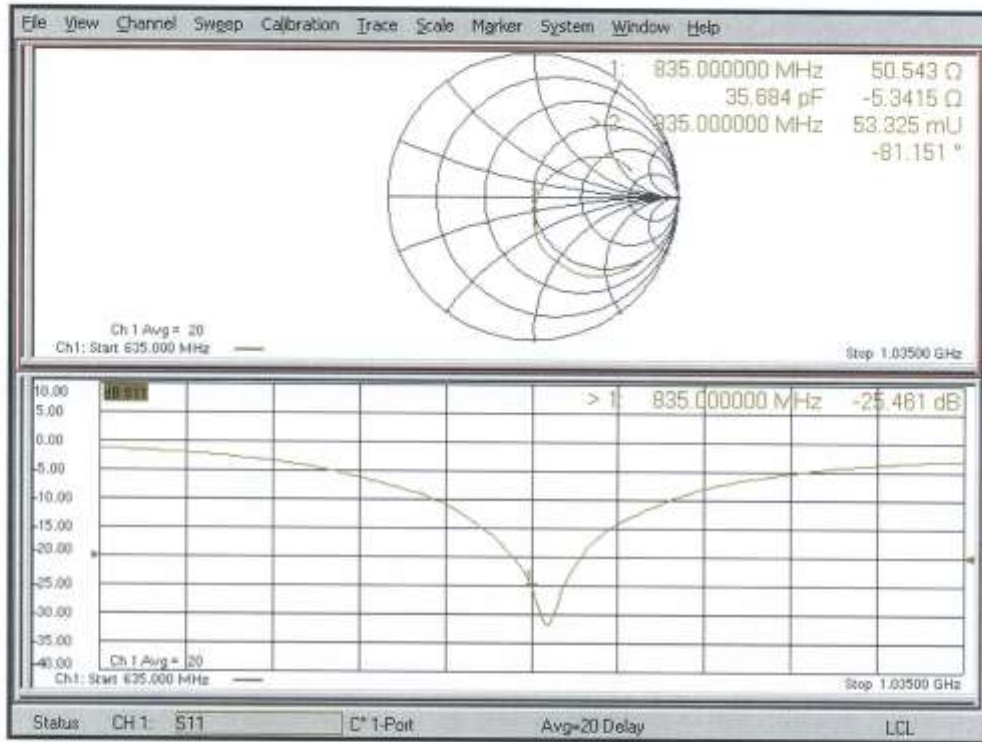 File View Channel Sweep Calibration Trace Scale Marker System Window Help
1: 835.000000 MHz 50.543 Ω
35.684 pF -5.3415 Ω
> 2: 835.000000 MHz 53.325 mU
-81.151 °
Ch 1 Avg = 20
Ch1: Start 635.000 MHz
Stop 1.03500 GHz
10.00
5.00
0.00
-5.00
-10.00
-15.00
-20.00
-25.00
-30.00
-35.00
-40.00
dB S11
> 1: 835.000000 MHz -25.461 dB
Ch 1 Avg = 20
Ch1: Start 635.000 MHz
Stop 1.03500 GHz
Status CH 1: S11 C* 1-Port Avg=20 Delay LCL